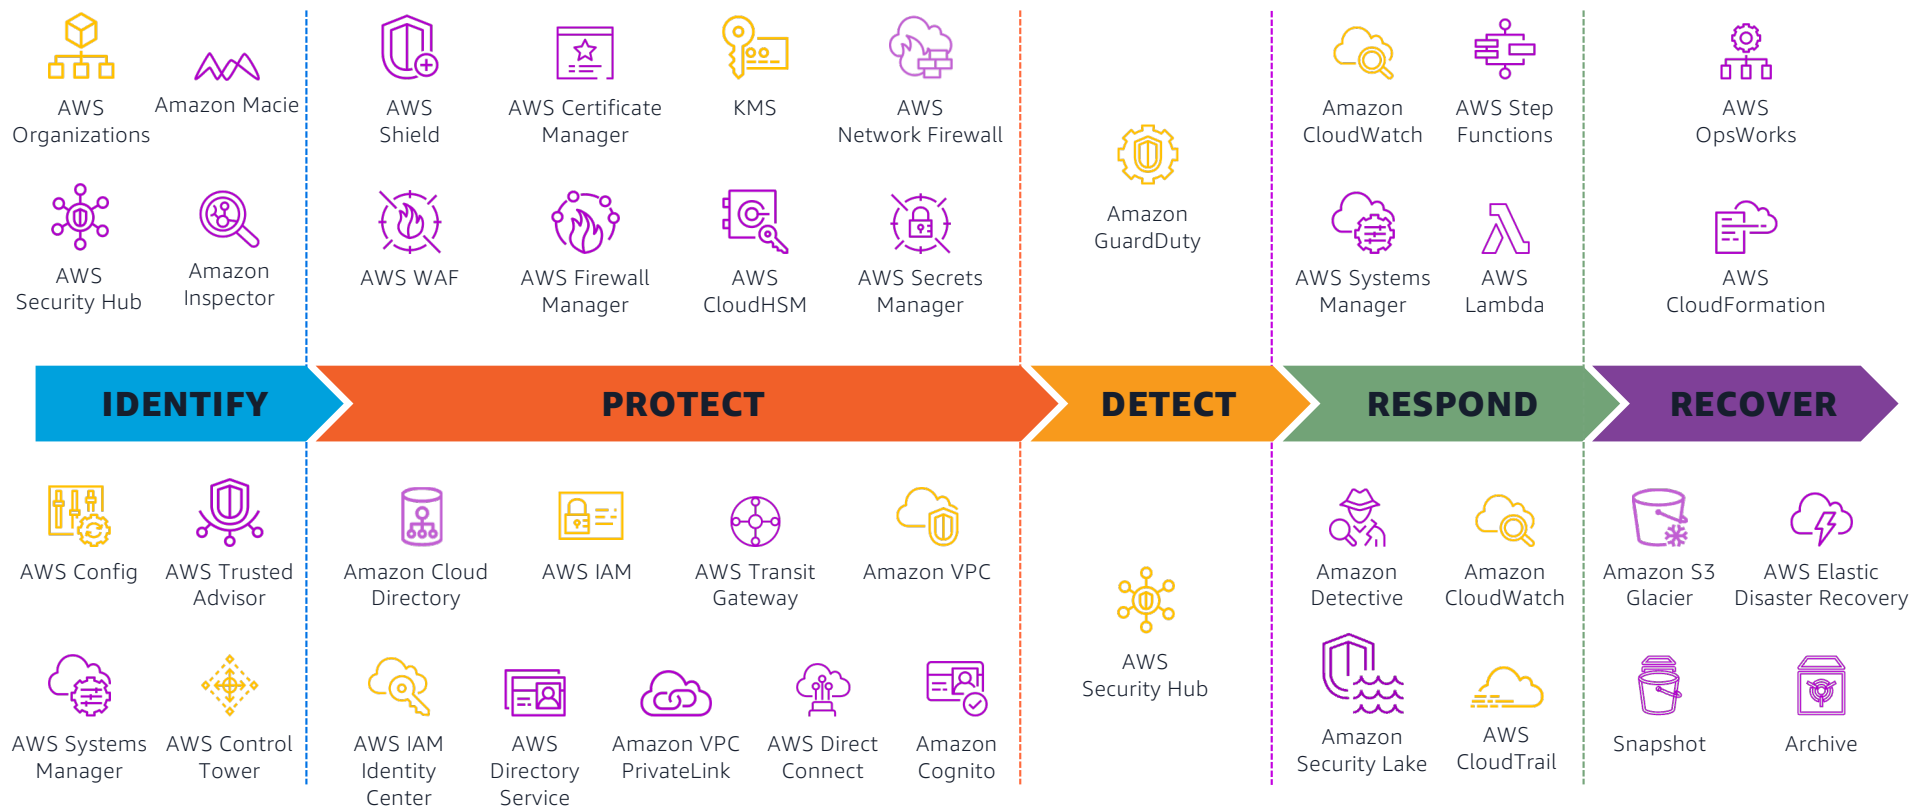 AWS
Organizations
Amazon Macie
AWS
Shield
AWS Certificate
Manager
KMS
AWS
Network Firewall
Amazon
GuardDuty
Amazon
CloudWatch
AWS Step
Functions
AWS
OpsWorks
AWS
Security Hub
Amazon
Inspector
AWS WAF
AWS Firewall
Manager
AWS
CloudHSM
AWS Secrets
Manager
AWS Systems
Manager
AWS
Lambda
AWS
CloudFormation
IDENTIFY
PROTECT
DETECT
RESPOND
RECOVER
AWS Config
AWS Trusted
Advisor
Amazon Cloud
Directory
AWS IAM
AWS Transit
Gateway
Amazon VPC
AWS
Security Hub
Amazon
Detective
Amazon
CloudWatch
Amazon S3
Glacier
AWS Elastic
Disaster Recovery
AWS Systems
Manager
AWS Control
Tower
AWS IAM
Identity
Center
AWS
Directory
Service
Amazon VPC
PrivateLink
AWS Direct
Connect
Amazon
Cognito
Amazon
Security Lake
AWS
CloudTrail
Snapshot
Archive